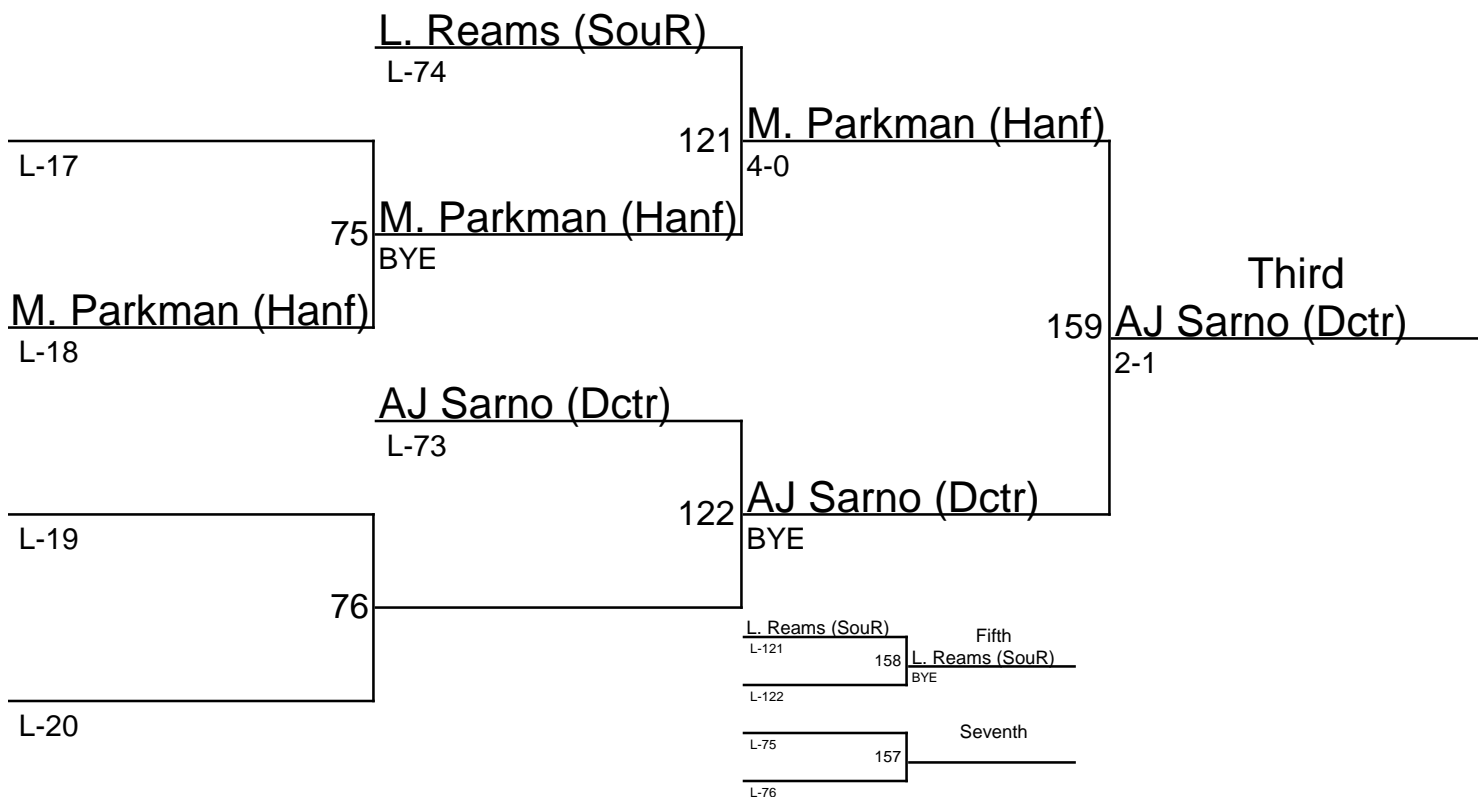 L. Reams (SouR)
L-74
121
M. Parkman (Hanf)
4-0
L-17
75
M. Parkman (Hanf)
BYE
M. Parkman (Hanf)
L-18
Third
159
AJ Sarno (Dctr)
2-1
AJ Sarno (Dctr)
L-73
122
AJ Sarno (Dctr)
BYE
L-19
76
L-20
L. Reams (SouR)
L-121
158
Fifth
L. Reams (SouR)
BYE
L-122
L-75
157
Seventh
L-76